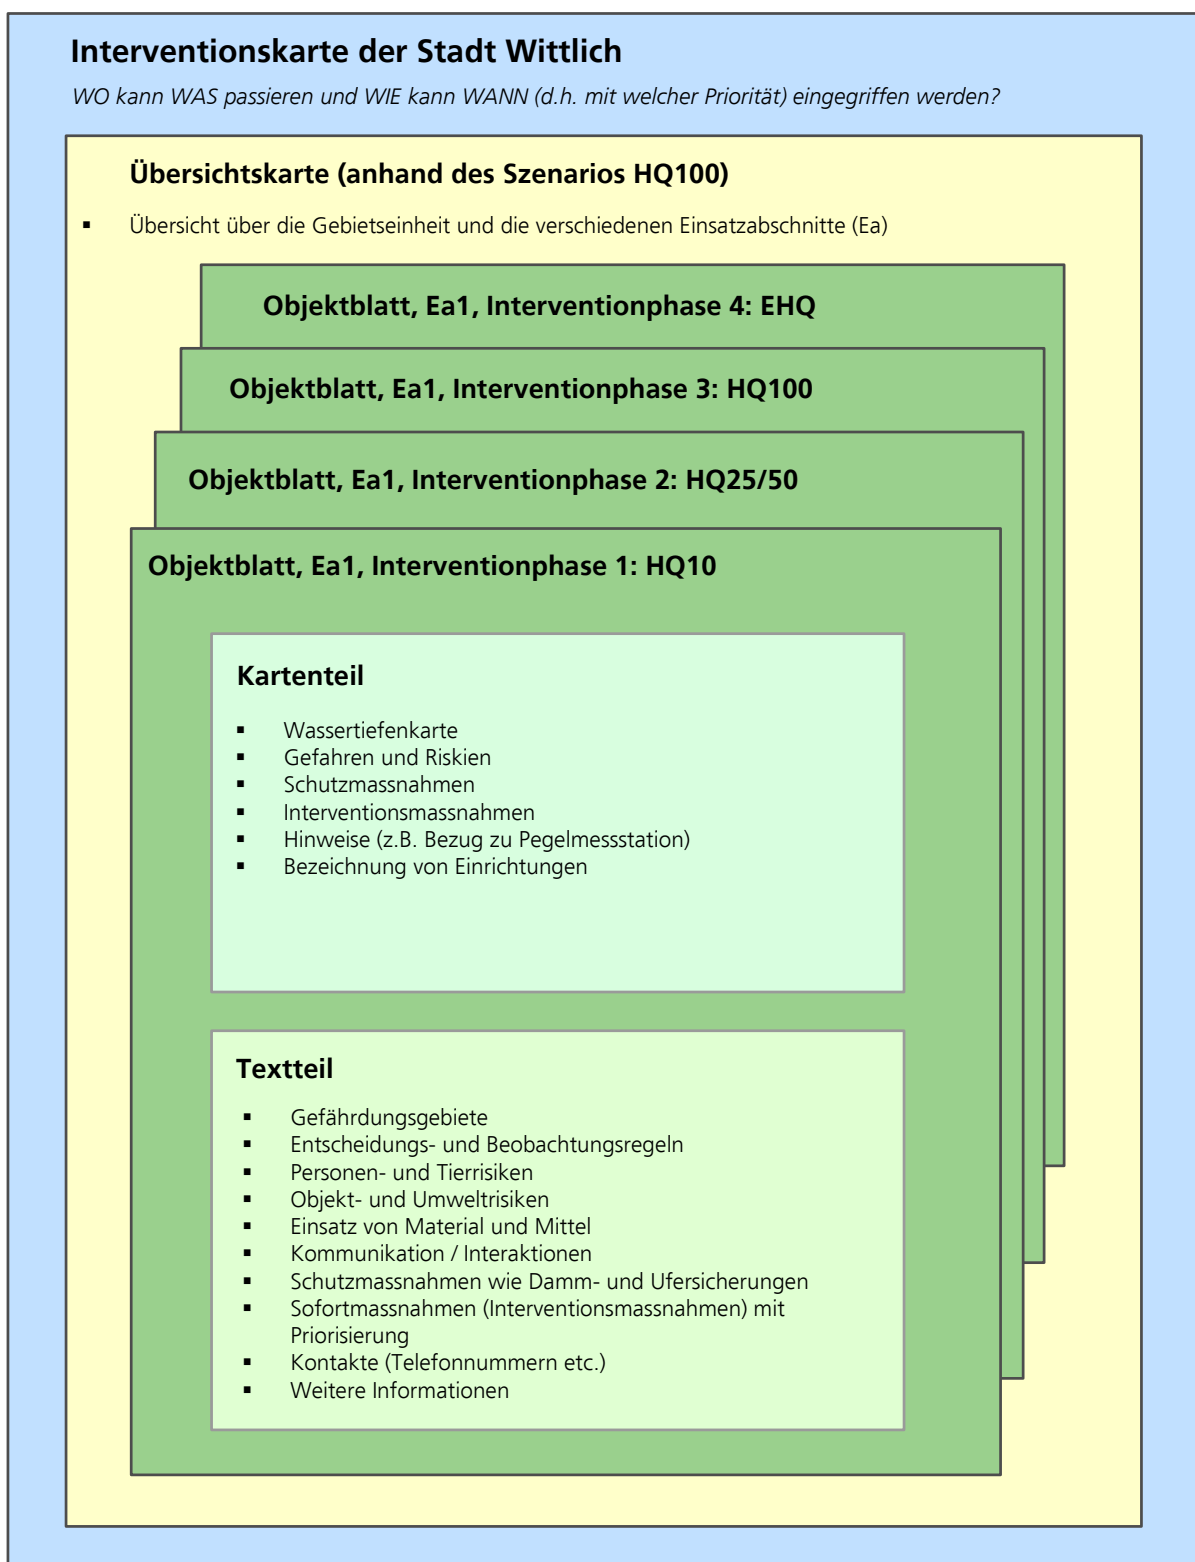 Interventionskarte der Stadt Wittlich
WO kann WAS passieren und WIE kann WANN (d.h. mit welcher Priorität) eingegriffen werden?
Übersichtskarte (anhand des Szenarios HQ100)
▪ Übersicht über die Gebietseinheit und die verschiedenen Einsatzabschnitte (Ea)
Objektblatt, Ea1, Interventionphase 4: EHQ
Objektblatt, Ea1, Interventionphase 3: HQ100
Objektblatt, Ea1, Interventionphase 2: HQ25/50
Objektblatt, Ea1, Interventionphase 1: HQ10
Kartenteil
▪ Wassertiefenkarte
▪ Gefahren und Riskien
▪ Schutzmassnahmen
▪ Interventionsmassnahmen
▪ Hinweise (z.B. Bezug zu Pegelmessstation)
▪ Bezeichnung von Einrichtungen
Textteil
▪ Gefährdungsgebiete
▪ Entscheidungs- und Beobachtungsregeln
▪ Personen- und Tierrisiken
▪ Objekt- und Umweltrisiken
▪ Einsatz von Material und Mittel
▪ Kommunikation / Interaktionen
▪ Schutzmassnahmen wie Damm- und Ufersicherungen
▪ Sofortmassnahmen (Interventionsmassnahmen) mit
Priorisierung
▪ Kontakte (Telefonnummern etc.)
▪ Weitere Informationen